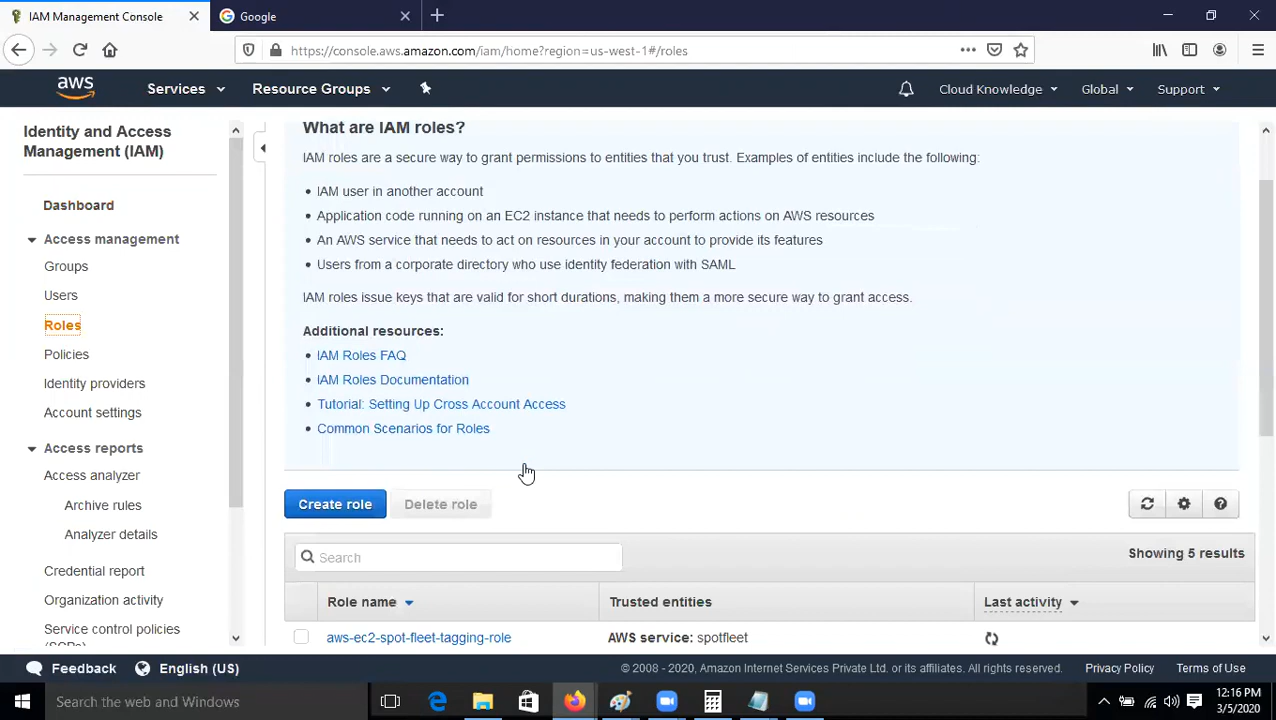 IAM Management Console
Google
https://console.aws.amazon.com/iam/home?region=us-west-1#/roles
aws
Services
Resource Groups
Cloud Knowledge
Global
Support
Identity and Access
Management (IAM)
Dashboard
Access management
Groups
Users
Roles
Policies
Identity providers
Account settings
Access reports
Access analyzer
Archive rules
Analyzer details
Credential report
Organization activity
Service control policies
(SCPs)
What are IAM roles?
IAM roles are a secure way to grant permissions to entities that you trust. Examples of entities include the following:
• IAM user in another account
• Application code running on an EC2 instance that needs to perform actions on AWS resources
• An AWS service that needs to act on resources in your account to provide its features
• Users from a corporate directory who use identity federation with SAML
IAM roles issue keys that are valid for short durations, making them a more secure way to grant access.
Additional resources:
• IAM Roles FAQ
• IAM Roles Documentation
• Tutorial: Setting Up Cross Account Access
• Common Scenarios for Roles
Create role
Delete role
Search
Showing 5 results
Role name
Trusted entities
Last activity
aws-ec2-spot-fleet-tagging-role
AWS service: spotfleet
Feedback
English (US)
© 2008 - 2020, Amazon Internet Services Private Ltd. or its affiliates. All rights reserved.
Privacy Policy
Terms of Use
Search the web and Windows
12:16 PM
3/5/2020